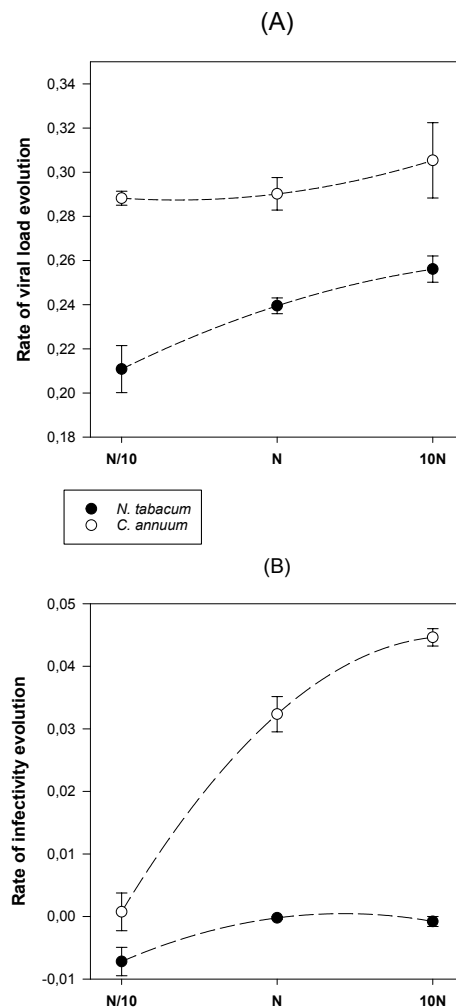 (A)
Rate of viral load evolution
0,34
0,32
0,30
0,28
0,26
0,24
0,22
0,20
0,18
N/10 N 10N
N. tabacum
C. annuum
(B)
Rate of infectivity evolution
0,05
0,04
0,03
0,02
0,01
0,00
-0,01
N/10 N 10N